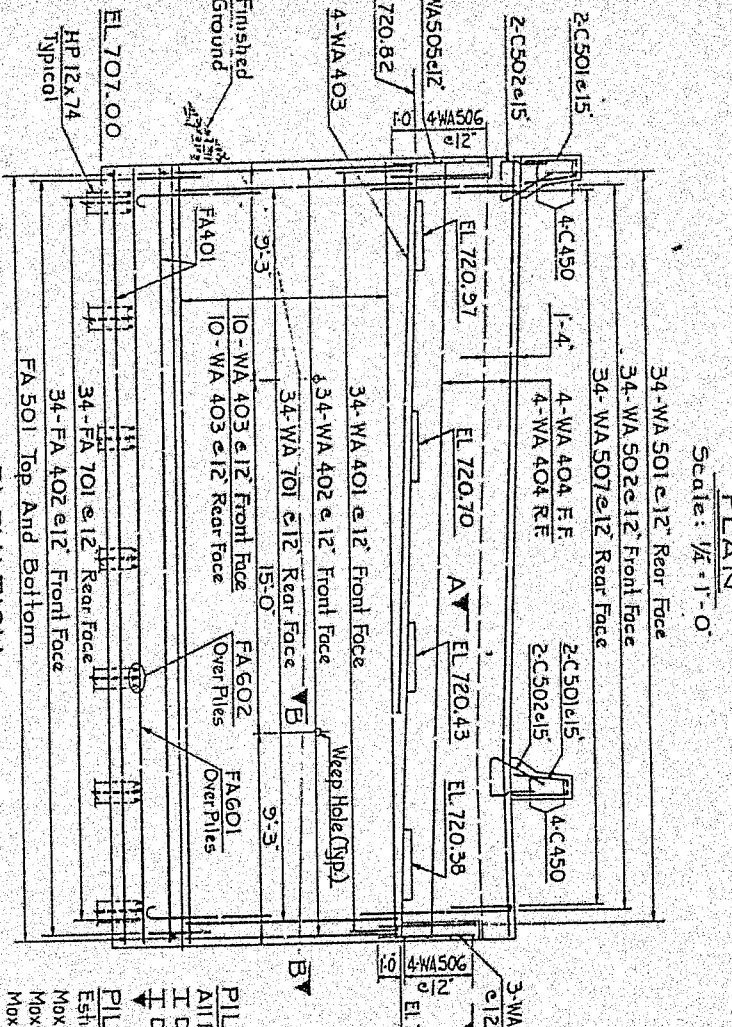 PLAN
Scale: 1/4" = 1'-0"
34-WA 501 @ 12" Rear Face
34-WA 502 @ 12" Front Face
34-WA 507 @ 12" Rear Face
2-C501@15"
2-C502@15"
4-C450
1'-4"
4-WA 404 F.F.
4-WA 404 R.F.
2-C501@15"
2-C502@15"
4-C450
WA505@12"
720.82
4-WA 403
1'-0"
4-WA506
@12"
EL. 720.97
EL. 720.70
A
EL. 720.43
EL. 720.38
1'-0"
4-WA506
@12"
3-WA
@12"
EL.
Finished
Ground
34-WA 401 @ 12" Front Face
34-WA 402 @ 12" Front Face
34-WA 701 @ 12" Rear Face
10-WA 403 @ 12" Front Face
10-WA 403 @ 12" Rear Face
9'-3"
15'-0"
9'-3"
Weep Hole (Typ.)
B
B
EL. 707.00
HP 12x74
Typical
FA401
FA602
Over Piles
FA601
Over Piles
34-FA 701 @ 12" Rear Face
34-FA 402 @ 12" Front Face
FA 501 Top And Bottom
PIL
All
PIL
Est
Max
Max
Max